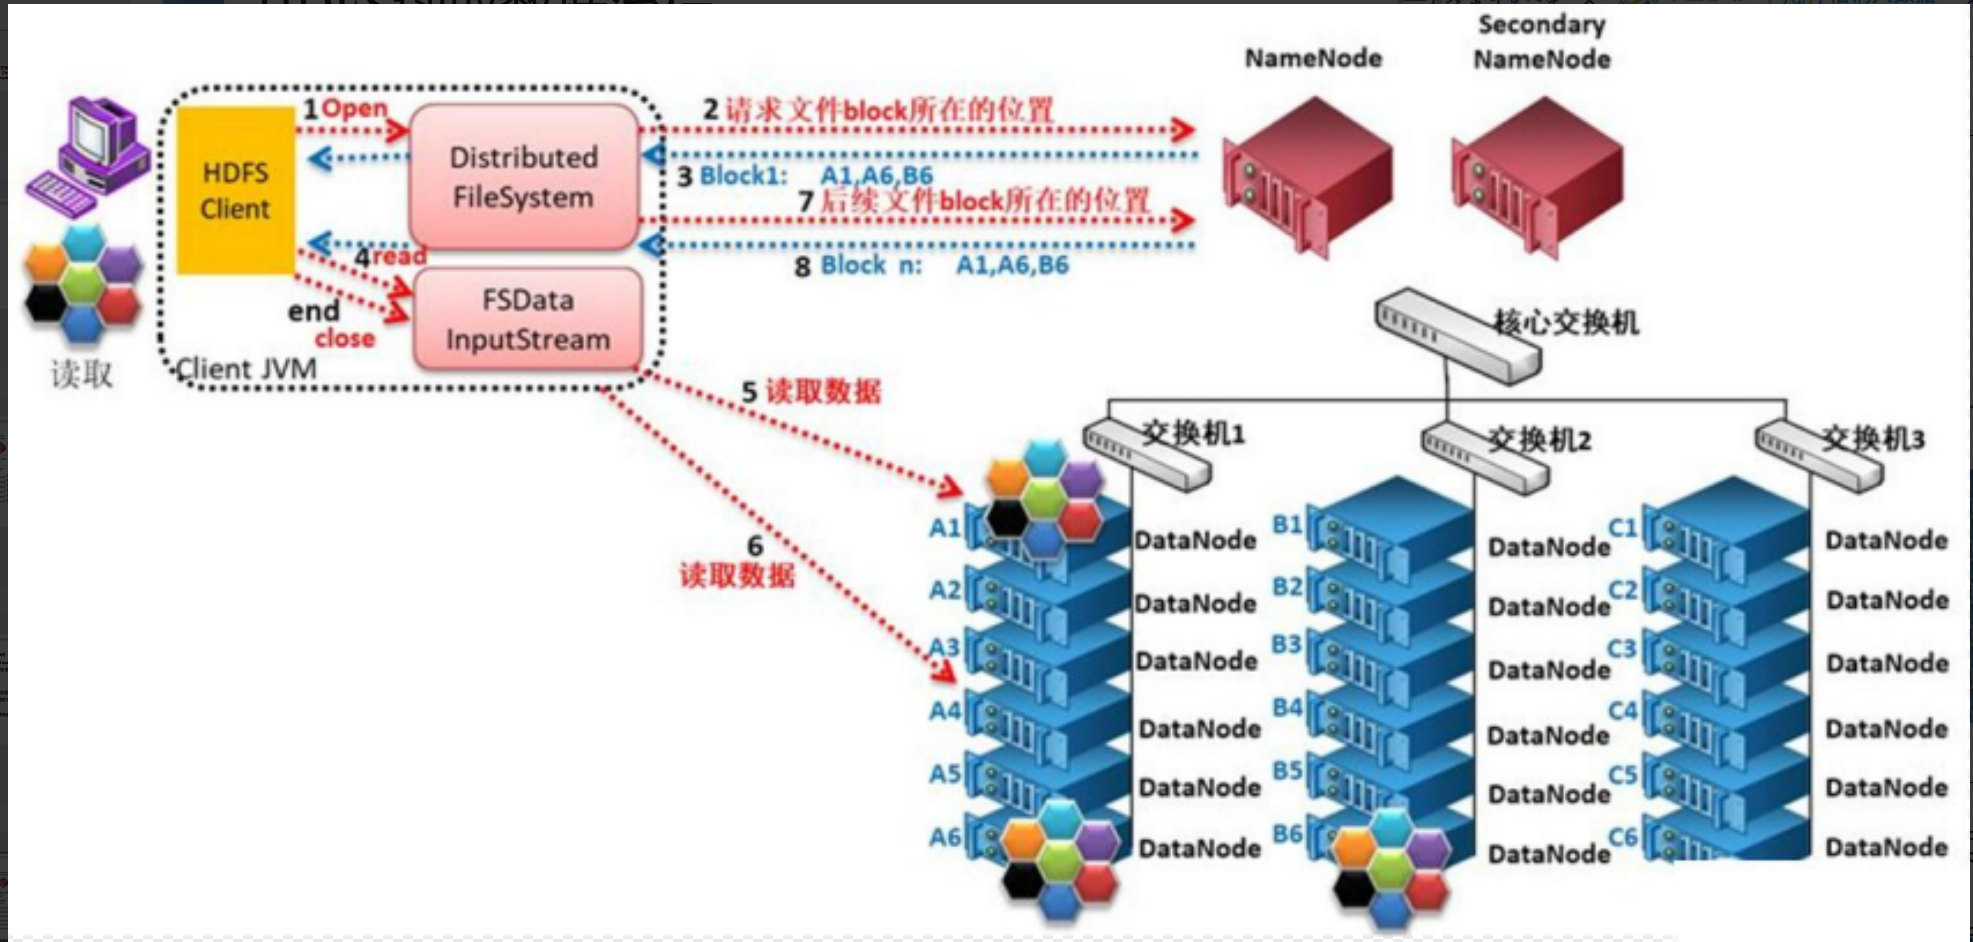 Secondary
NameNode
NameNode
1 Open
2 请求文件block所在的位置
HDFS
Client
Distributed
FileSystem
3 Block1: A1,A6,B6
7 后续文件block所在的位置
4 read
8 Block n: A1,A6,B6
end
close
FSData
InputStream
Client JVM
读取
核心交换机
5 读取数据
交换机1
交换机2
交换机3
6
读取数据
A1
DataNode
B1
DataNode
C1
DataNode
A2
DataNode
B2
DataNode
C2
DataNode
A3
DataNode
B3
DataNode
C3
DataNode
A4
DataNode
B4
DataNode
C4
DataNode
A5
DataNode
B5
DataNode
C5
DataNode
A6
DataNode
B6
DataNode
C6
DataNode